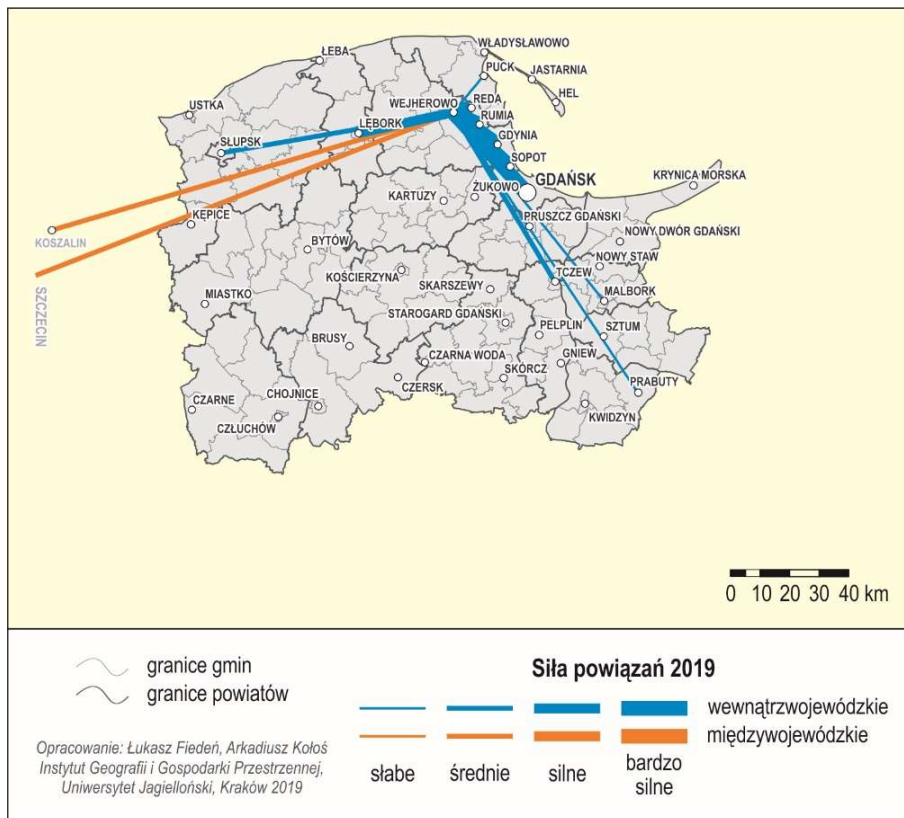 WŁADYSŁAWOWO
ŁEBA
PUCK
JASTARNIA
HEL
WEJHEROWO
REDA
RUMIA
USTKA
LĘBORK
GDYNIA
SŁUPSK
SOPOT
GDAŃSK
KRYNICA MORSKA
ŻUKOWO
KARTUZY
KĘPICE
PRUSZCZ GDAŃSKI
KOSZALIN
NOWY DWÓR GDAŃSKI
BYTÓW
NOWY STAW
KOŚCIERZYNA
TCZEW
SZCZECIN
SKARSZEWY
MIASTKO
MALBORK
STAROGARD GDAŃSKI
PELPLIN
SZTUM
BRUSY
CZARNA WODA
GNIEW
SKÓRCZ
PRABUTY
CZERSK
CZARNE
CHOJNICE
KWIDZYN
CZŁUCHÓW
0 10 20 30 40 km
granice gmin
granice powiatów
Opracowanie: Łukasz Fiedeń, Arkadiusz Kołoś
Instytut Geografii i Gospodarki Przestrzennej,
Uniwersytet Jagielloński, Kraków 2019
Siła powiązań 2019
wewnątrzwojewódzkie
międzywojewódzkie
słabe średnie silne bardzo
silne